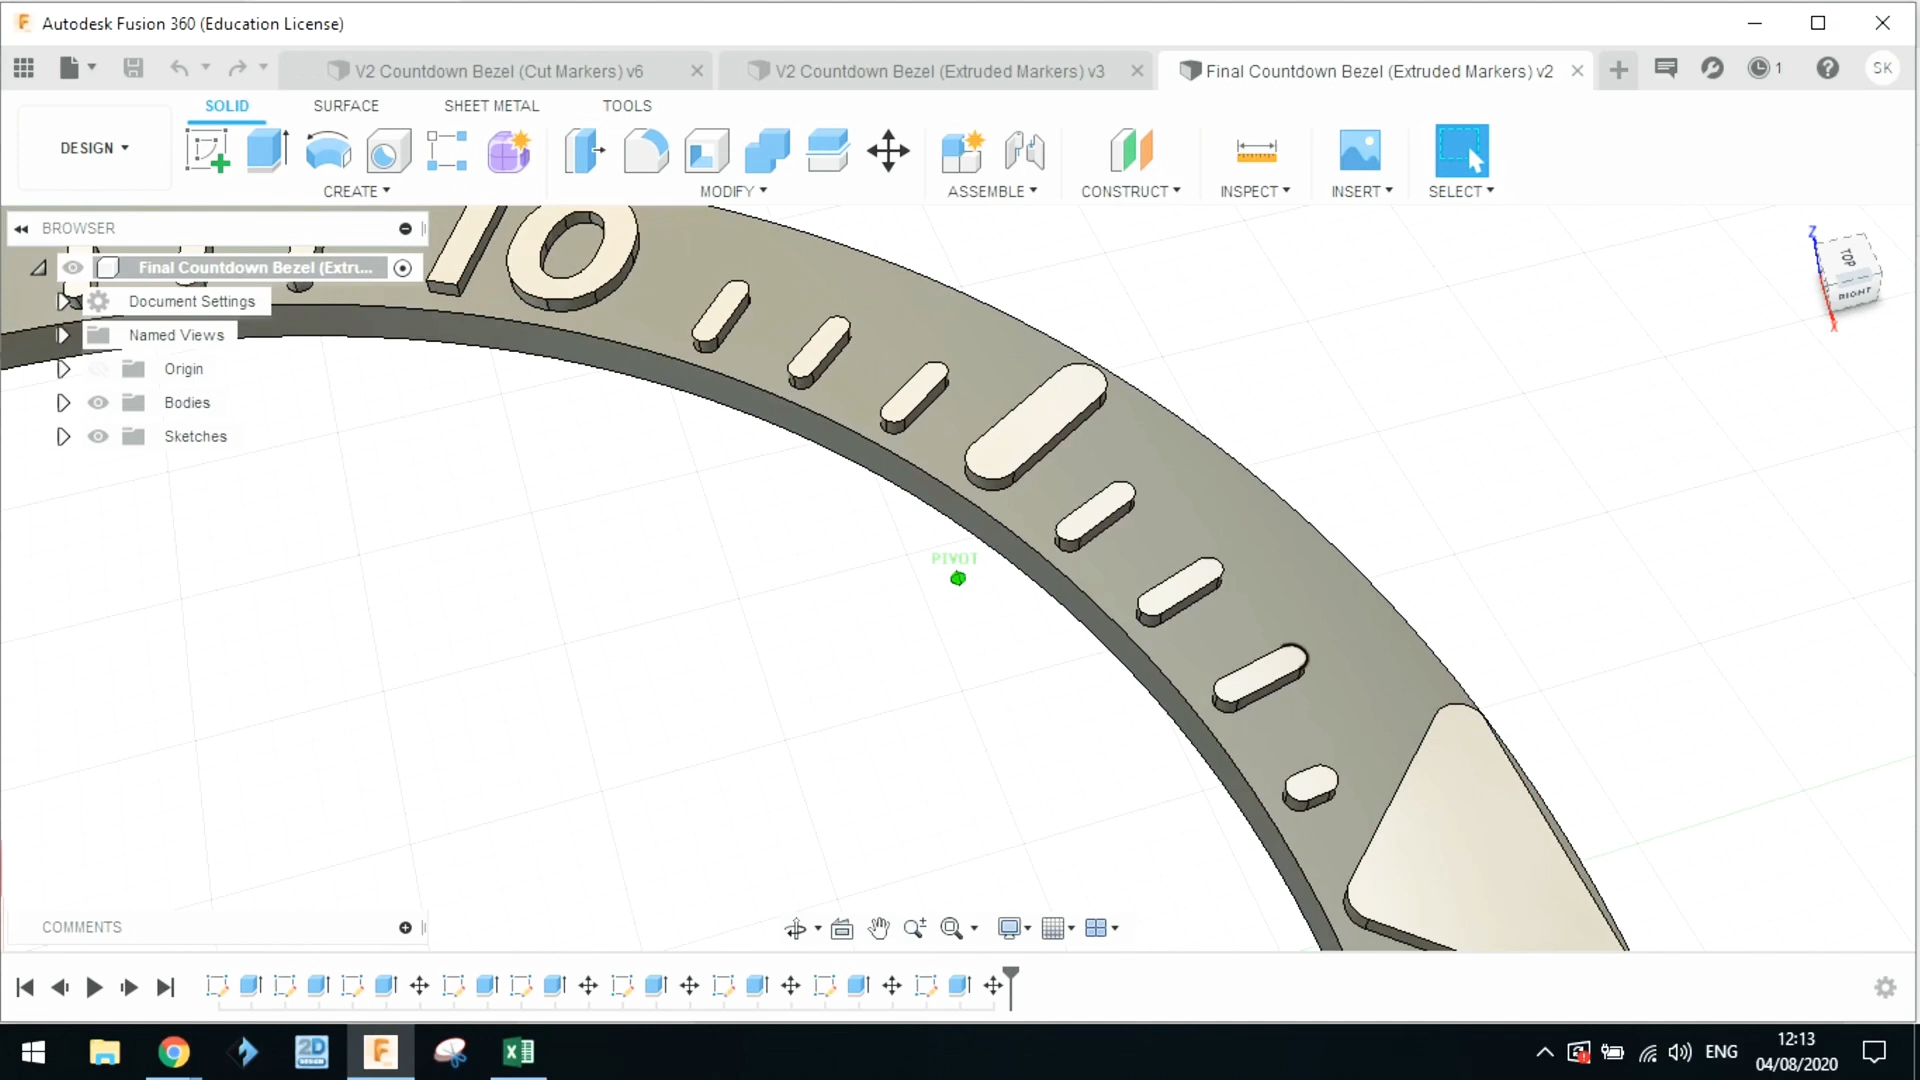 Autodesk Fusion 360 (Education License)
V2 Countdown Bezel (Cut Markers) v6
V2 Countdown Bezel (Extruded Markers) v3
Final Countdown Bezel (Extruded Markers) v2
1
SK
DESIGN
SOLID
SURFACE
SHEET METAL
TOOLS
CREATE
MODIFY
ASSEMBLE
CONSTRUCT
INSPECT
INSERT
SELECT
BROWSER
Final Countdown Bezel (Extru...
Document Settings
Named Views
Origin
Bodies
Sketches
10
PIVOT
Z
TOP
RIGHT
X
COMMENTS
2D
DESIGN
F
X
ENG
12:13
04/08/2020